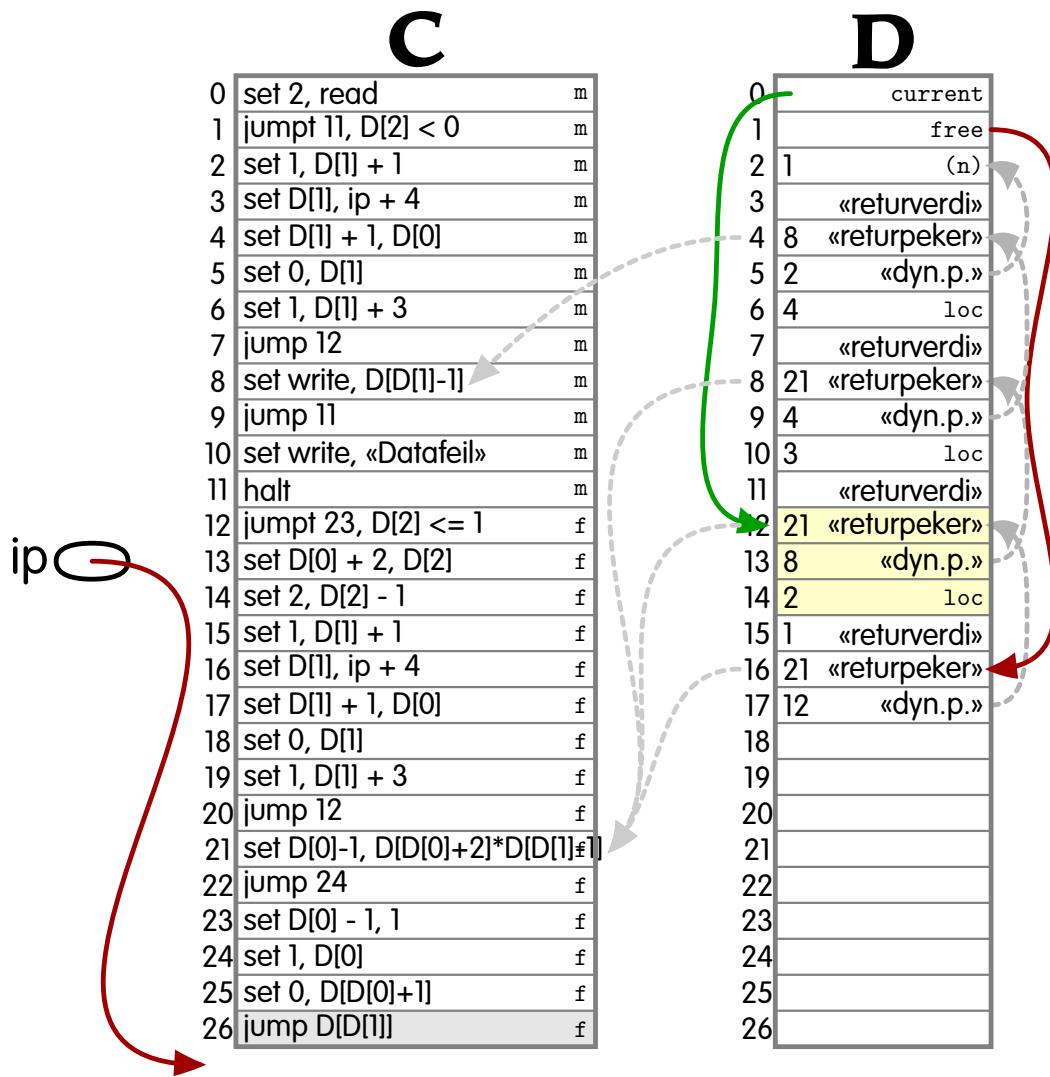 C D
0 set 2, read m
1 jumpt 11, D[2] < 0 m
2 set 1, D[1] + 1 m
3 set D[1], ip + 4 m
4 set D[1] + 1, D[0] m
5 set 0, D[1] m
6 set 1, D[1] + 3 m
7 jump 12 m
8 set write, D[D[1]-1] m
9 jump 11 m
10 set write, «Datafeil» m
11 halt m
12 jumpt 23, D[2] <= 1 f
13 set D[0] + 2, D[2] f
14 set 2, D[2] - 1 f
15 set 1, D[1] + 1 f
16 set D[1], ip + 4 f
17 set D[1] + 1, D[0] f
18 set 0, D[1] f
19 set 1, D[1] + 3 f
20 jump 12 f
21 set D[0]-1, D[D[0]+2]*D[D[1]-1] f
22 jump 24 f
23 set D[0] - 1, 1 f
24 set 1, D[0] f
25 set 0, D[D[0]+1] f
26 jump D[D[1]] f
ip
0 current
1 free
2 1 (n)
3 «returverdi»
4 8 «returpeker»
5 2 «dyn.p.»
6 4 loc
7 «returverdi»
8 21 «returpeker»
9 4 «dyn.p.»
10 3 loc
11 «returverdi»
12 21 «returpeker»
13 8 «dyn.p.»
14 2 loc
15 1 «returverdi»
16 21 «returpeker»
17 12 «dyn.p.»
18
19
20
21
22
23
24
25
26